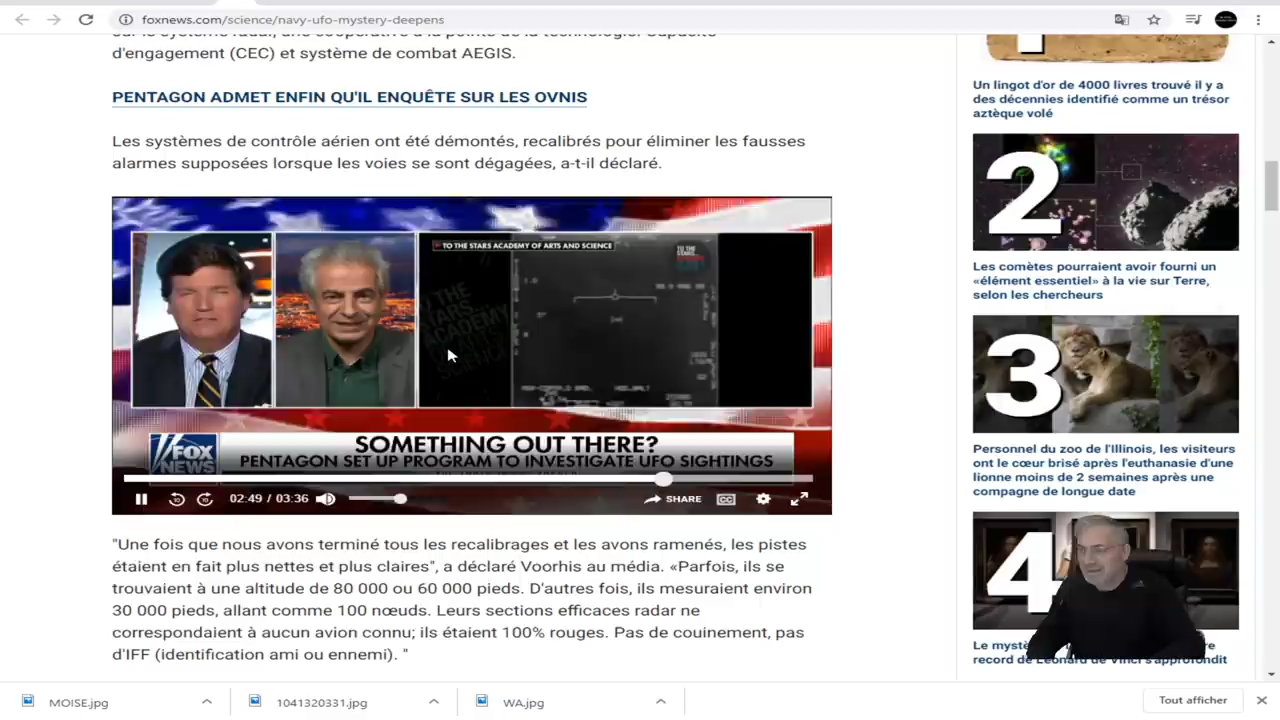 foxnews.com/science/navy-ufo-mystery-deepens
d'engagement (CEC) et système de combat AEGIS.
PENTAGON ADMET ENFIN QU'IL ENQUÊTE SUR LES OVNIS
Les systèmes de contrôle aérien ont été démontés, recalibrés pour éliminer les fausses
alarmes supposées lorsque les voies se sont dégagées, a-t-il déclaré.
TO THE STARS ACADEMY OF ARTS AND SCIENCE
TO THE
STARS
FOX
NEWS
SOMETHING OUT THERE?
PENTAGON SET UP PROGRAM TO INVESTIGATE UFO SIGHTINGS
10
10
02:49 / 03:36
SHARE
CC
"Une fois que nous avons terminé tous les recalibrages et les avons ramenés, les pistes
étaient en fait plus nettes et plus claires", a déclaré Voorhis au média. «Parfois, ils se
trouvaient à une altitude de 80 000 ou 60 000 pieds. D'autres fois, ils mesuraient environ
30 000 pieds, allant comme 100 nœuds. Leurs sections efficaces radar ne
correspondaient à aucun avion connu; ils étaient 100% rouges. Pas de couinement, pas
d'IFF (identification ami ou ennemi). "
Un lingot d'or de 4000 livres trouvé il y a
des décennies identifié comme un trésor
aztèque volé
2
Les comètes pourraient avoir fourni un
«élément essentiel» à la vie sur Terre,
selon les chercheurs
3
Personnel du zoo de l'Illinois, les visiteurs
ont le cœur brisé après l'euthanasie d'une
lionne moins de 2 semaines après une
compagne de longue date
4
Le
record de Léonard de Vinci s'approfondit
MOISE.jpg
1041320331.jpg
WA.jpg
Tout afficher